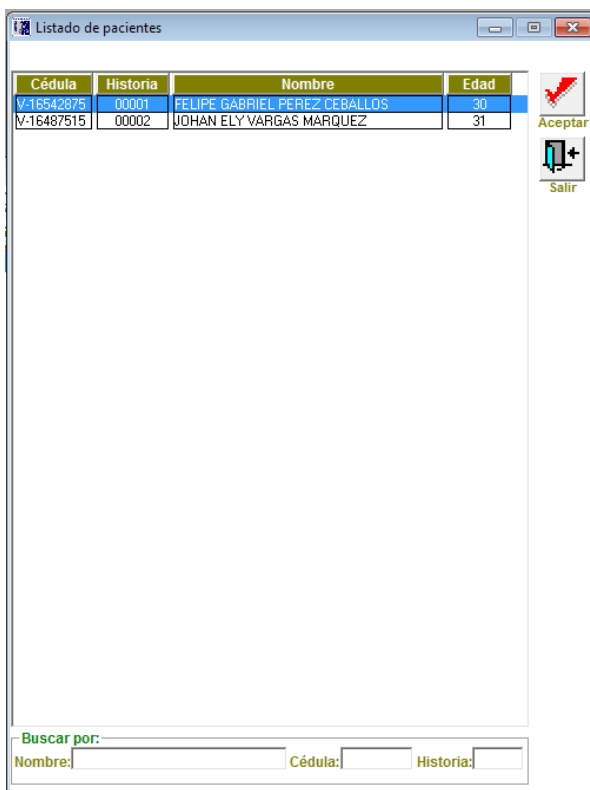 Listado de pacientes
Cédula Historia Nombre Edad
V-16542875 00001 FELIPE GABRIEL PEREZ CEBALLOS 30
V-16487515 00002 JOHAN ELY VARGAS MARQUEZ 31
Aceptar
Salir
Buscar por:
Nombre: Cédula: Historia: